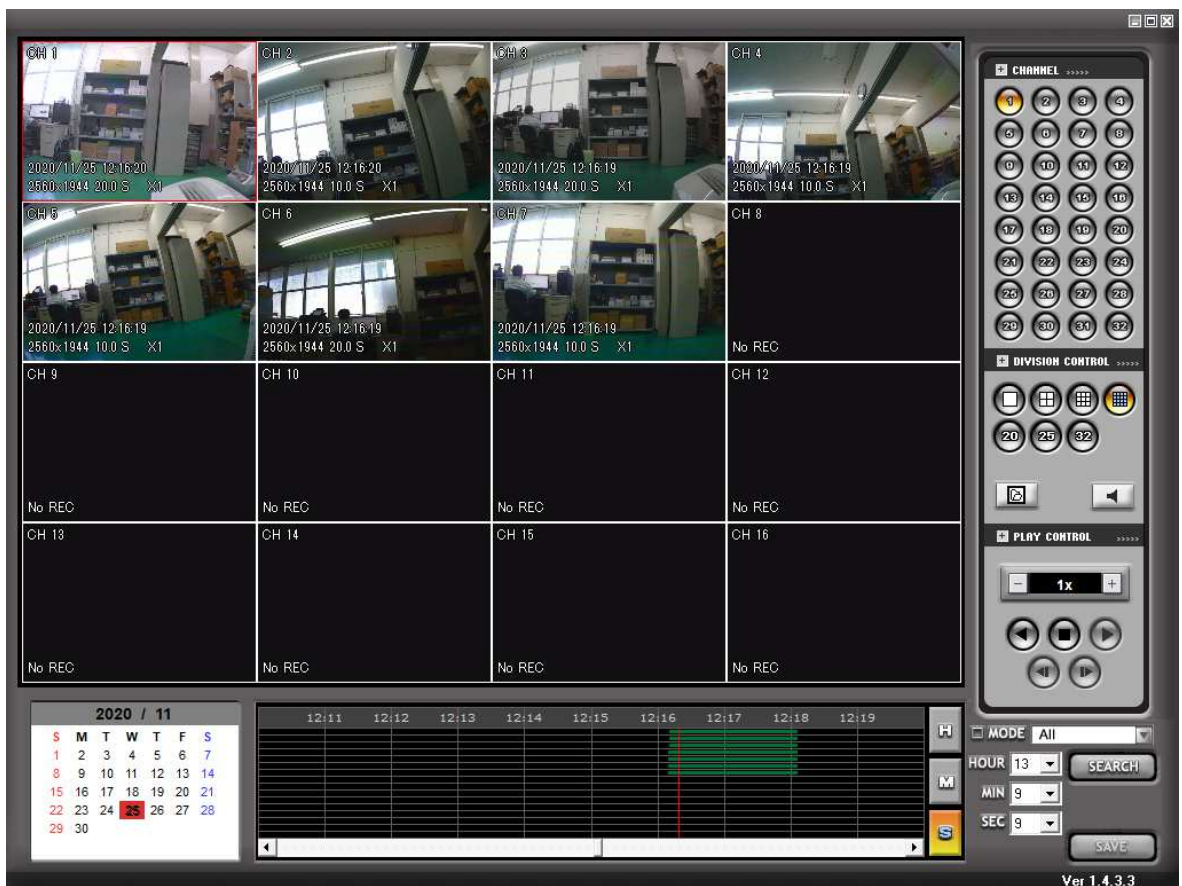 CH 1
2020/11/25 12:16:20
2560x1944 20.0 S X1
CH 2
2020/11/25 12:16:20
2560x1944 10.0 S X1
CH 3
2020/11/25 12:16:19
2560x1944 20.0 S X1
CH 4
2020/11/25 12:16:19
2560x1944 10.0 S X1
CH 5
2020/11/25 12:16:19
2560x1944 10.0 S X1
CH 6
2020/11/25 12:16:19
2560x1944 20.0 S X1
CH 7
2020/11/25 12:16:19
2560x1944 10.0 S X1
CH 8
No REC
CH 9
No REC
CH 10
No REC
CH 11
No REC
CH 12
No REC
CH 13
No REC
CH 14
No REC
CH 15
No REC
CH 16
No REC
CHANNEL >>>>>
1 2 3 4
5 6 7 8
9 10 11 12
13 14 15 16
17 18 19 20
21 22 23 24
25 26 27 28
29 30 31 32
DIVISION CONTROL >>>>>
20 25 32
PLAY CONTROL >>>>>
- 1x +
2020 / 11
S M T W T F S
1 2 3 4 5 6 7
8 9 10 11 12 13 14
15 16 17 18 19 20 21
22 23 24 25 26 27 28
29 30
12:11 12:12 12:13 12:14 12:15 12:16 12:17 12:18 12:19
H
M
S
MODE All
HOUR 13
SEARCH
MIN 9
SEC 9
SAVE
Ver 1.4.3.3